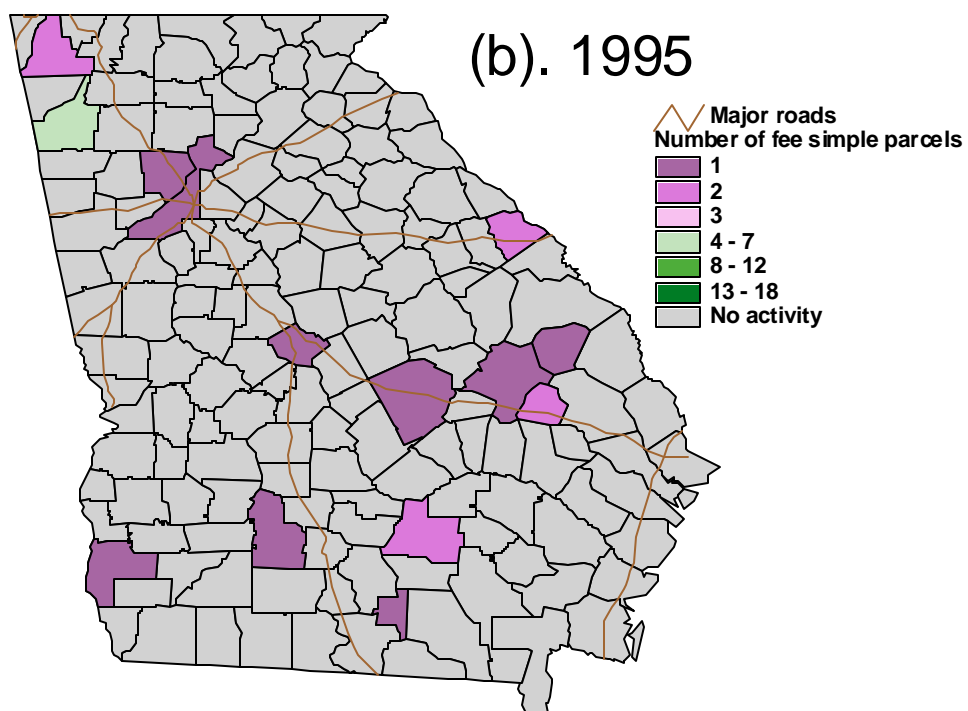 (b). 1995
Major roads
Number of fee simple parcels
1
2
3
4 - 7
8 - 12
13 - 18
No activity